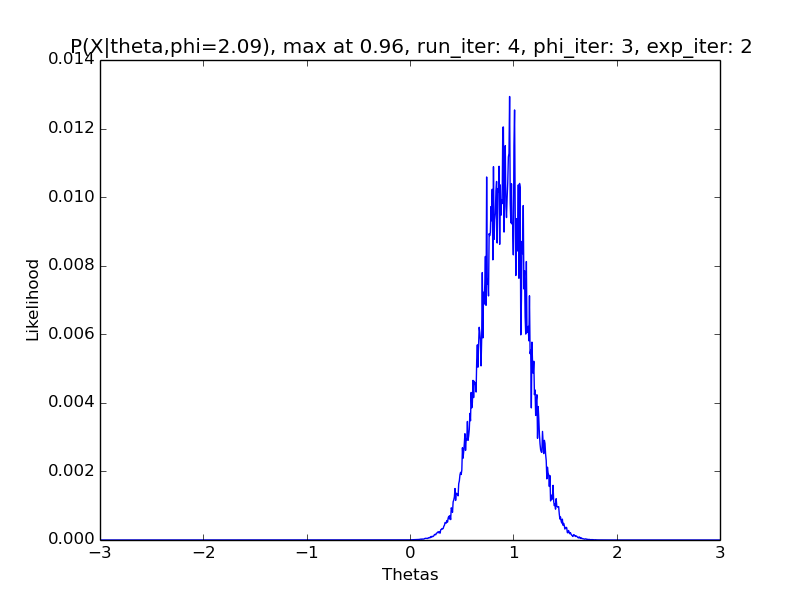 P(X|theta,phi=2.09), max at 0.96, run_iter: 4, phi_iter: 3, exp_iter: 2
0.014
0.012
0.010
0.008
0.006
0.004
0.002
0.000
Likelihood
−3 −2 −1 0 1 2 3
Thetas